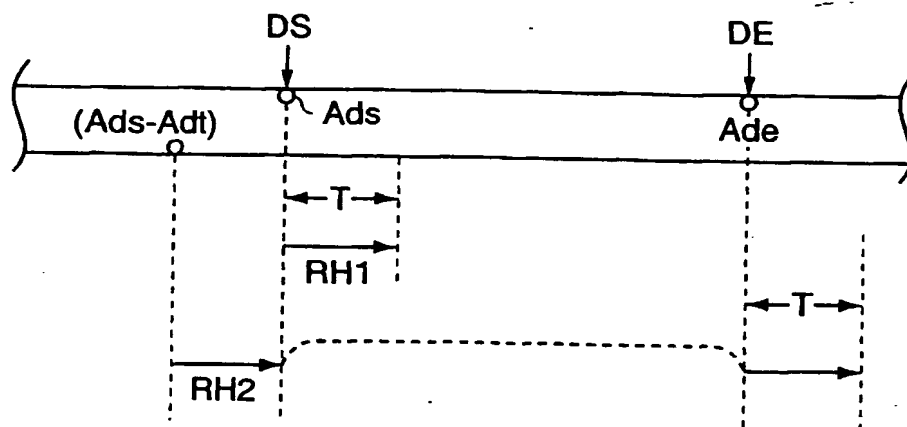 DS
DE
Ads
(Ads-Adt)
Ade
T
RH1
T
RH2